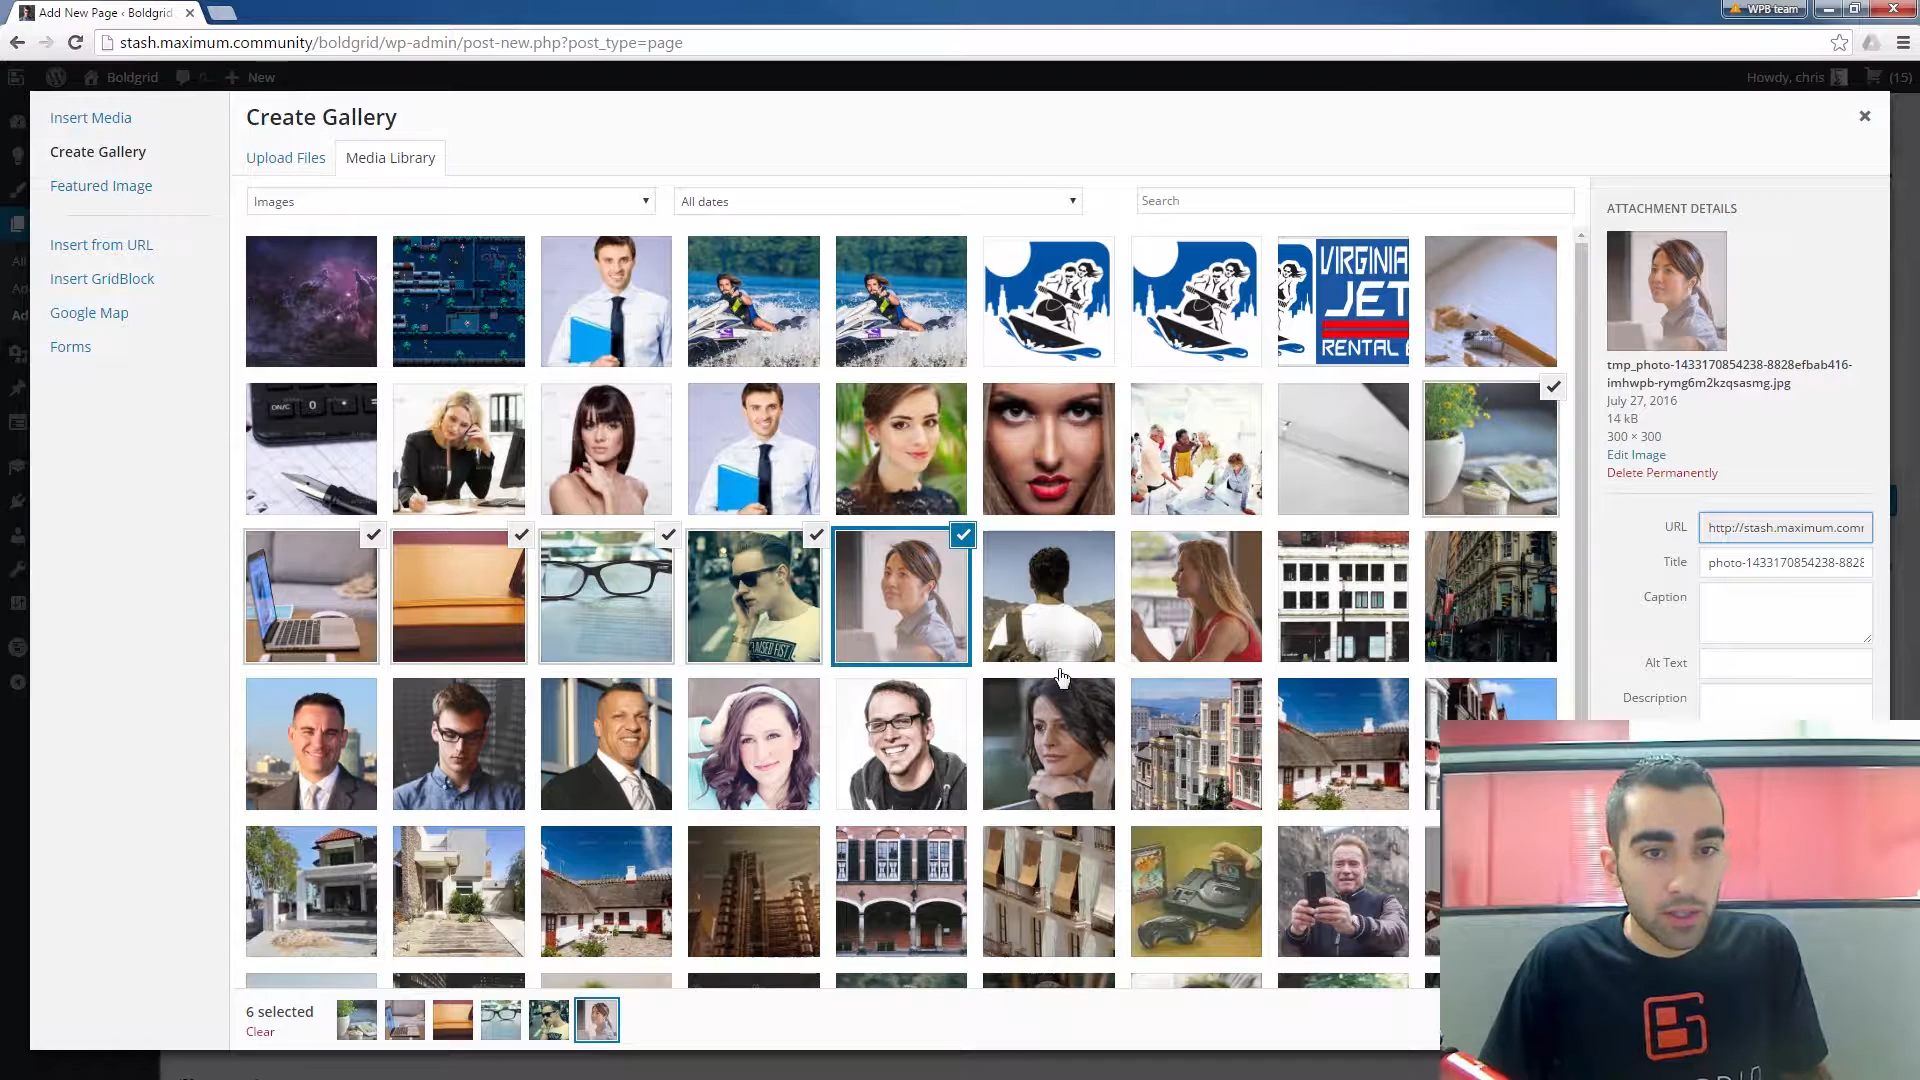 Add New Page ‹ Boldgrid
WPB team
stash.maximum.community/boldgrid/wp-admin/post-new.php?post_type=page
Boldgrid
New
Howdy, chris
(15)
Insert Media
Create Gallery
Featured Image
Insert from URL
Insert GridBlock
Google Map
Forms
Create Gallery
Upload Files
Media Library
Images
All dates
Search
VIRGINIA
JET
RENTAL
ON/C
0
ATTACHMENT DETAILS
tmp_photo-1433170854238-8828efbab416-
imhwpb-rymg6m2kzqsasmg.jpg
July 27, 2016
14 kB
300 × 300
Edit Image
Delete Permanently
URL
http://stash.maximum.com
Title
photo-1433170854238-8828
Caption
Alt Text
Description
6 selected
Clear